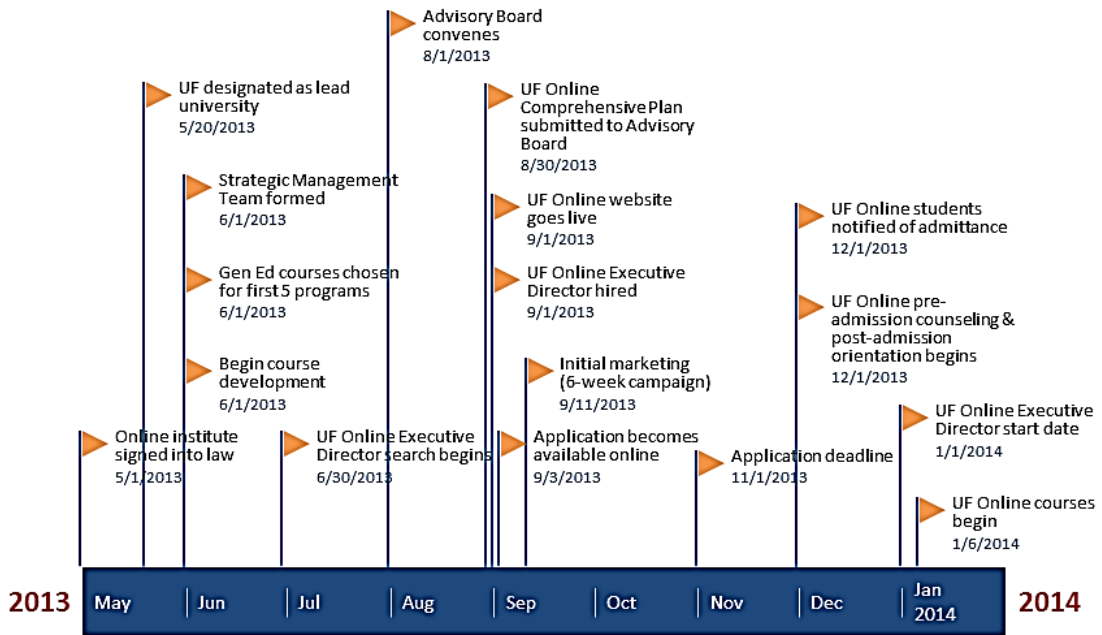 Advisory Board
convenes
8/1/2013
UF designated as lead
university
5/20/2013
UF Online
Comprehensive Plan
submitted to Advisory
Board
8/30/2013
Strategic Management
Team formed
6/1/2013
UF Online website
goes live
9/1/2013
UF Online students
notified of admittance
12/1/2013
Gen Ed courses chosen
for first 5 programs
6/1/2013
UF Online Executive
Director hired
9/1/2013
UF Online pre-
admission counseling &
post-admission
orientation begins
12/1/2013
Begin course
development
6/1/2013
Initial marketing
(6-week campaign)
9/11/2013
UF Online Executive
Director start date
1/1/2014
Online institute
signed into law
5/1/2013
UF Online Executive
Director search begins
6/30/2013
Application becomes
available online
9/3/2013
Application deadline
11/1/2013
UF Online courses
begin
1/6/2014
2013
May
Jun
Jul
Aug
Sep
Oct
Nov
Dec
Jan
2014
2014